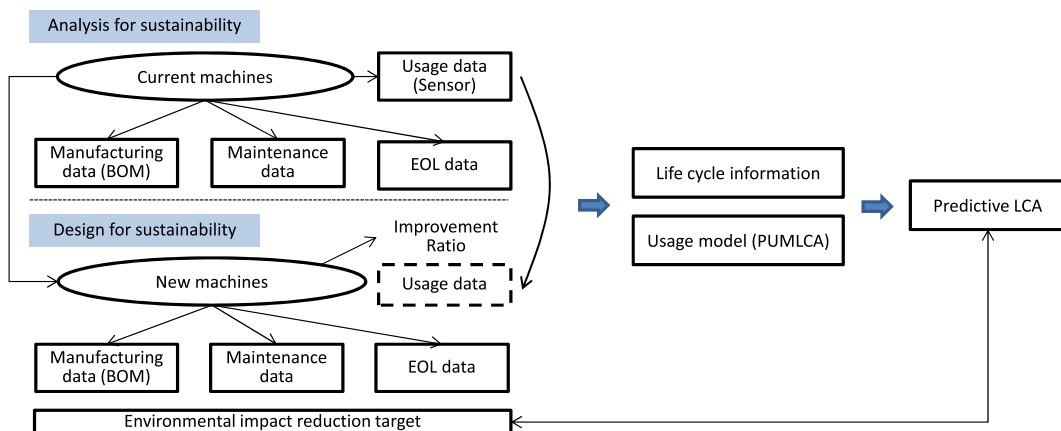 Analysis for sustainability
Current machines
Usage data
(Sensor)
Manufacturing
data (BOM)
Maintenance
data
EOL data
Life cycle information
Usage model (PUMLCA)
Predictive LCA
Design for sustainability
Improvement
Ratio
New machines
Usage data
Manufacturing
data (BOM)
Maintenance
data
EOL data
Environmental impact reduction target